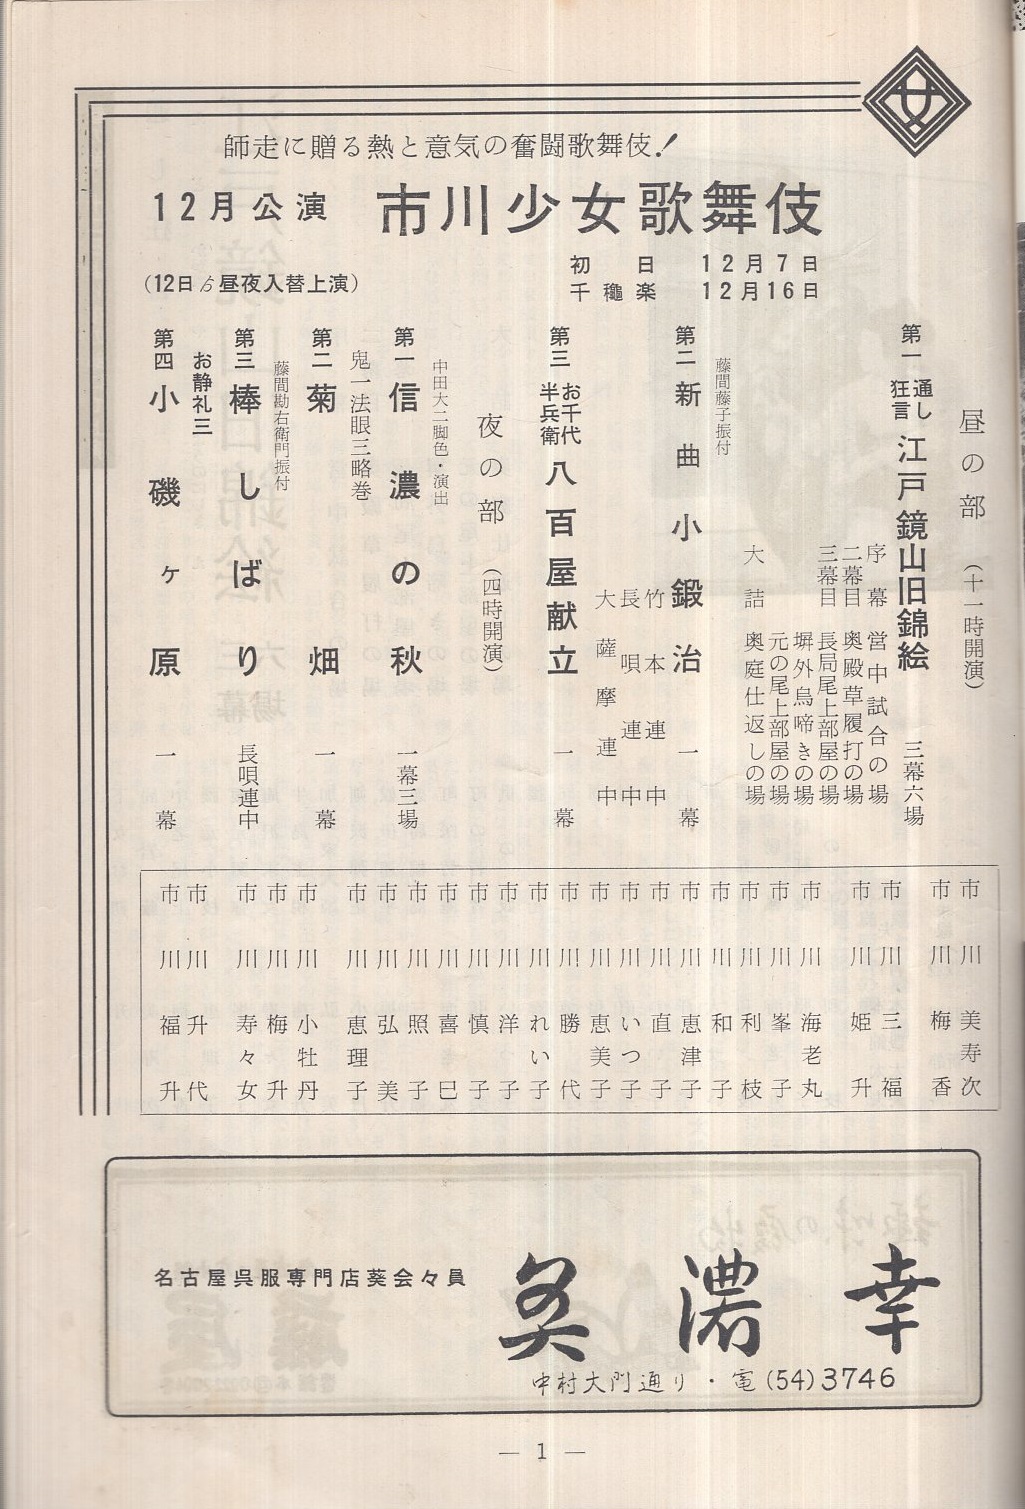 女
師走に贈る熱と意気の奮闘歌舞伎！
12月公演 市川少女歌舞伎
初日 12月7日
千穐楽 12月16日
（12日ゟ昼夜入替上演）
昼の部（十一時開演）
第一 通し狂言 江戸鏡山旧錦絵 三幕六場
序幕 営中試合の場
二幕目 奥殿草履打の場
三幕目 長局尾上部屋の場
塀外烏啼きの場
元の尾上部屋の場
大詰 奥庭仕返しの場
藤間藤子振付
第二 新曲小鍛治 一幕
竹本連中
長唄連中
大薩摩連中
第三 お千代半兵衛 八百屋献立 一幕
夜の部（四時開演）
中田大二脚色・演出
第一 信濃の秋 一幕三場
鬼一法眼三略巻
第二 菊畑 一幕
藤間勘右衛門振付
第三 棒しばり 長唄連中
お静礼三
第四 小磯ヶ原 一幕
市川美寿次
市川梅香
市川三福
市川姫升
市川海老丸
市川峯子
市川利枝
市川和子
市川恵津子
市川直子
市川いつ子
市川恵美子
市川勝代
市川れい子
市川洋子
市川慎子
市川喜巳
市川照子
市川弘美
市川恵理子
市川小牡丹
市川梅升
市川寿々女
市川升代
市川福升
名古屋呉服専門店葵会々員
幸濃
中村大門通り・電(54)3746
— 1 —